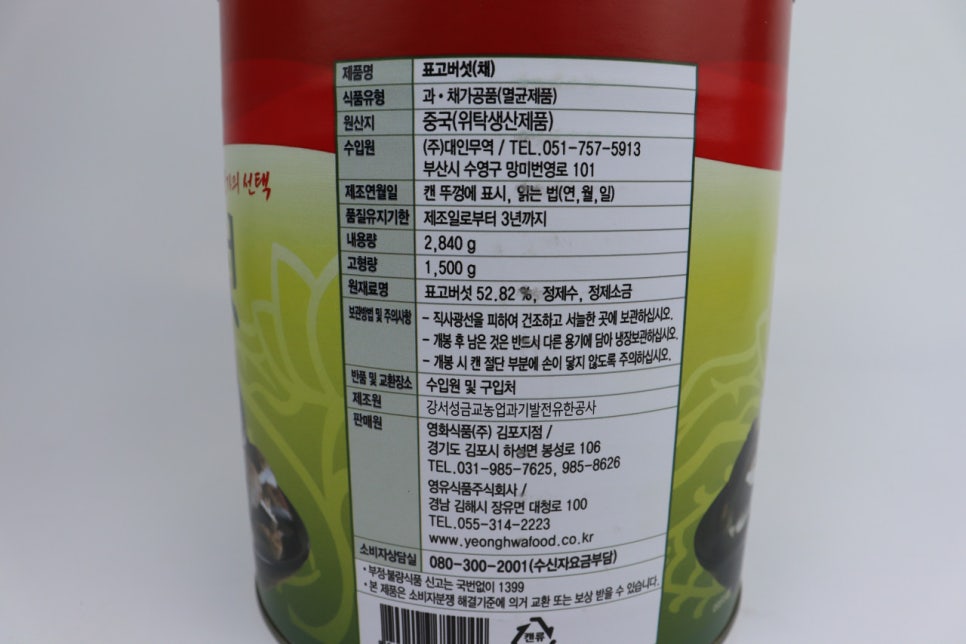 의 선택
제품명 표고버섯(채)
식품유형 과·채가공품(멸균제품)
원산지 중국(위탁생산제품)
수입원 (주)대인무역 / TEL.051-757-5913
부산시 수영구 망미번영로 101
제조연월일 캔 뚜껑에 표시, 읽는 법(연,월,일)
품질유지기한 제조일로부터 3년까지
내용량 2,840 g
고형량 1,500 g
원재료명 표고버섯 52.82 %, 정제수, 정제소금
보관방법 및 주의사항 - 직사광선을 피하여 건조하고 서늘한 곳에 보관하십시오.
- 개봉 후 남은 것은 반드시 다른 용기에 담아 냉장보관하십시오.
- 개봉 시 캔 절단 부분에 손이 닿지 않도록 주의하십시오.
반품 및 교환장소 수입원 및 구입처
제조원 강서성금교농업과기발전유한공사
판매원 영화식품(주) 김포지점 /
경기도 김포시 하성면 봉성로 106
TEL.031-985-7625, 985-8626
영유식품주식회사 /
경남 김해시 장유면 대청로 100
TEL.055-314-2223
www.yeonghwafood.co.kr
소비자상담실 080-300-2001(수신자요금부담)
·부정·불량식품 신고는 국번없이 1399
·본 제품은 소비자분쟁 해결기준에 의거 교환 또는 보상 받을 수 있습니다.
캔류